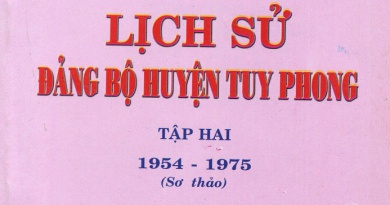 LỊCH SỬ
ĐẢNG BỘ HUYỆN TUY PHONG
TẬP HAI
1954 - 1975
(Sơ thảo)